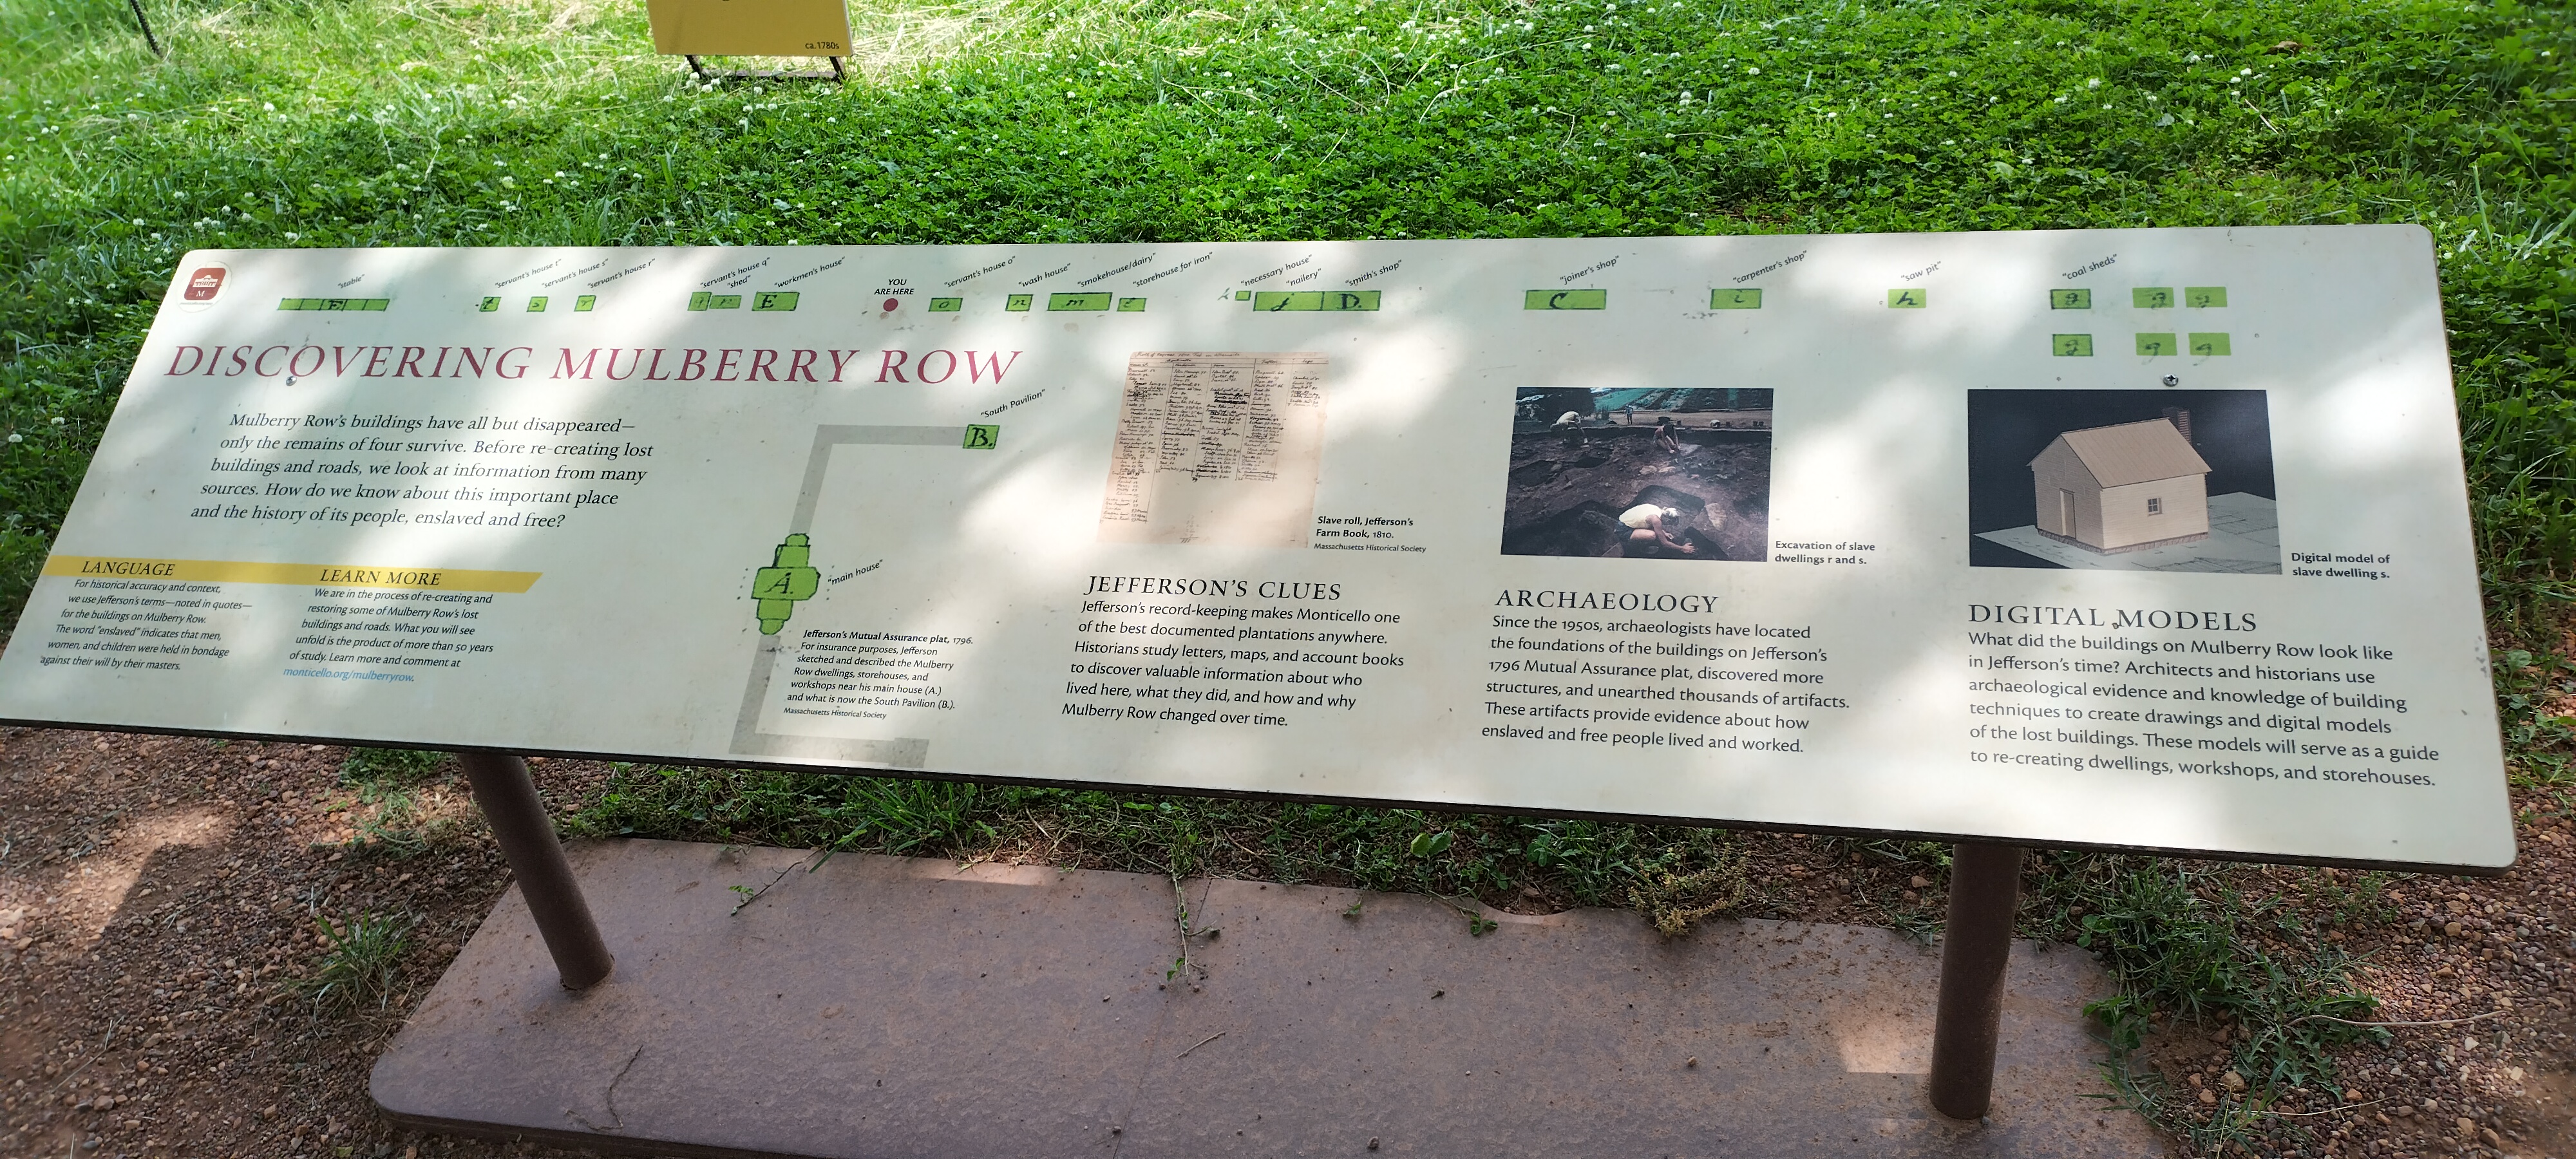 ca. 1780s
"stable"
"servant's house t"
"servant's house s"
"servant's house r"
"servant's house q"
"shed"
"workmen's house"
YOU
ARE HERE
"servant's house o"
"wash house"
"smokehouse/dairy"
"storehouse for iron"
"necessary house"
"nailery"
"smith's shop"
"joiner's shop"
"carpenter's shop"
"saw pit"
"coal sheds"
F t s r q p E o n m l k j D. C i h g g g
g g g
M
DISCOVERING MULBERRY ROW
Mulberry Row's buildings have all but disappeared—
only the remains of four survive. Before re-creating lost
buildings and roads, we look at information from many
sources. How do we know about this important place
and the history of its people, enslaved and free?
LANGUAGE
For historical accuracy and context,
we use Jefferson's terms—noted in quotes—
for the buildings on Mulberry Row.
The word "enslaved" indicates that men,
women, and children were held in bondage
against their will by their masters.
LEARN MORE
We are in the process of re-creating and
restoring some of Mulberry Row's lost
buildings and roads. What you will see
unfold is the product of more than 50 years
of study. Learn more and comment at
monticello.org/mulberryrow.
"South Pavilion"
B.
A.
"main house"
Jefferson's Mutual Assurance plat, 1796.
For insurance purposes, Jefferson
sketched and described the Mulberry
Row dwellings, storehouses, and
workshops near his main house (A.)
and what is now the South Pavilion (B.).
Massachusetts Historical Society
Slave roll, Jefferson's
Farm Book, 1810.
Massachusetts Historical Society
JEFFERSON'S CLUES
Jefferson's record-keeping makes Monticello one
of the best documented plantations anywhere.
Historians study letters, maps, and account books
to discover valuable information about who
lived here, what they did, and how and why
Mulberry Row changed over time.
Excavation of slave
dwellings r and s.
ARCHAEOLOGY
Since the 1950s, archaeologists have located
the foundations of the buildings on Jefferson's
1796 Mutual Assurance plat, discovered more
structures, and unearthed thousands of artifacts.
These artifacts provide evidence about how
enslaved and free people lived and worked.
Digital model of
slave dwelling s.
DIGITAL MODELS
What did the buildings on Mulberry Row look like
in Jefferson's time? Architects and historians use
archaeological evidence and knowledge of building
techniques to create drawings and digital models
of the lost buildings. These models will serve as a guide
to re-creating dwellings, workshops, and storehouses.